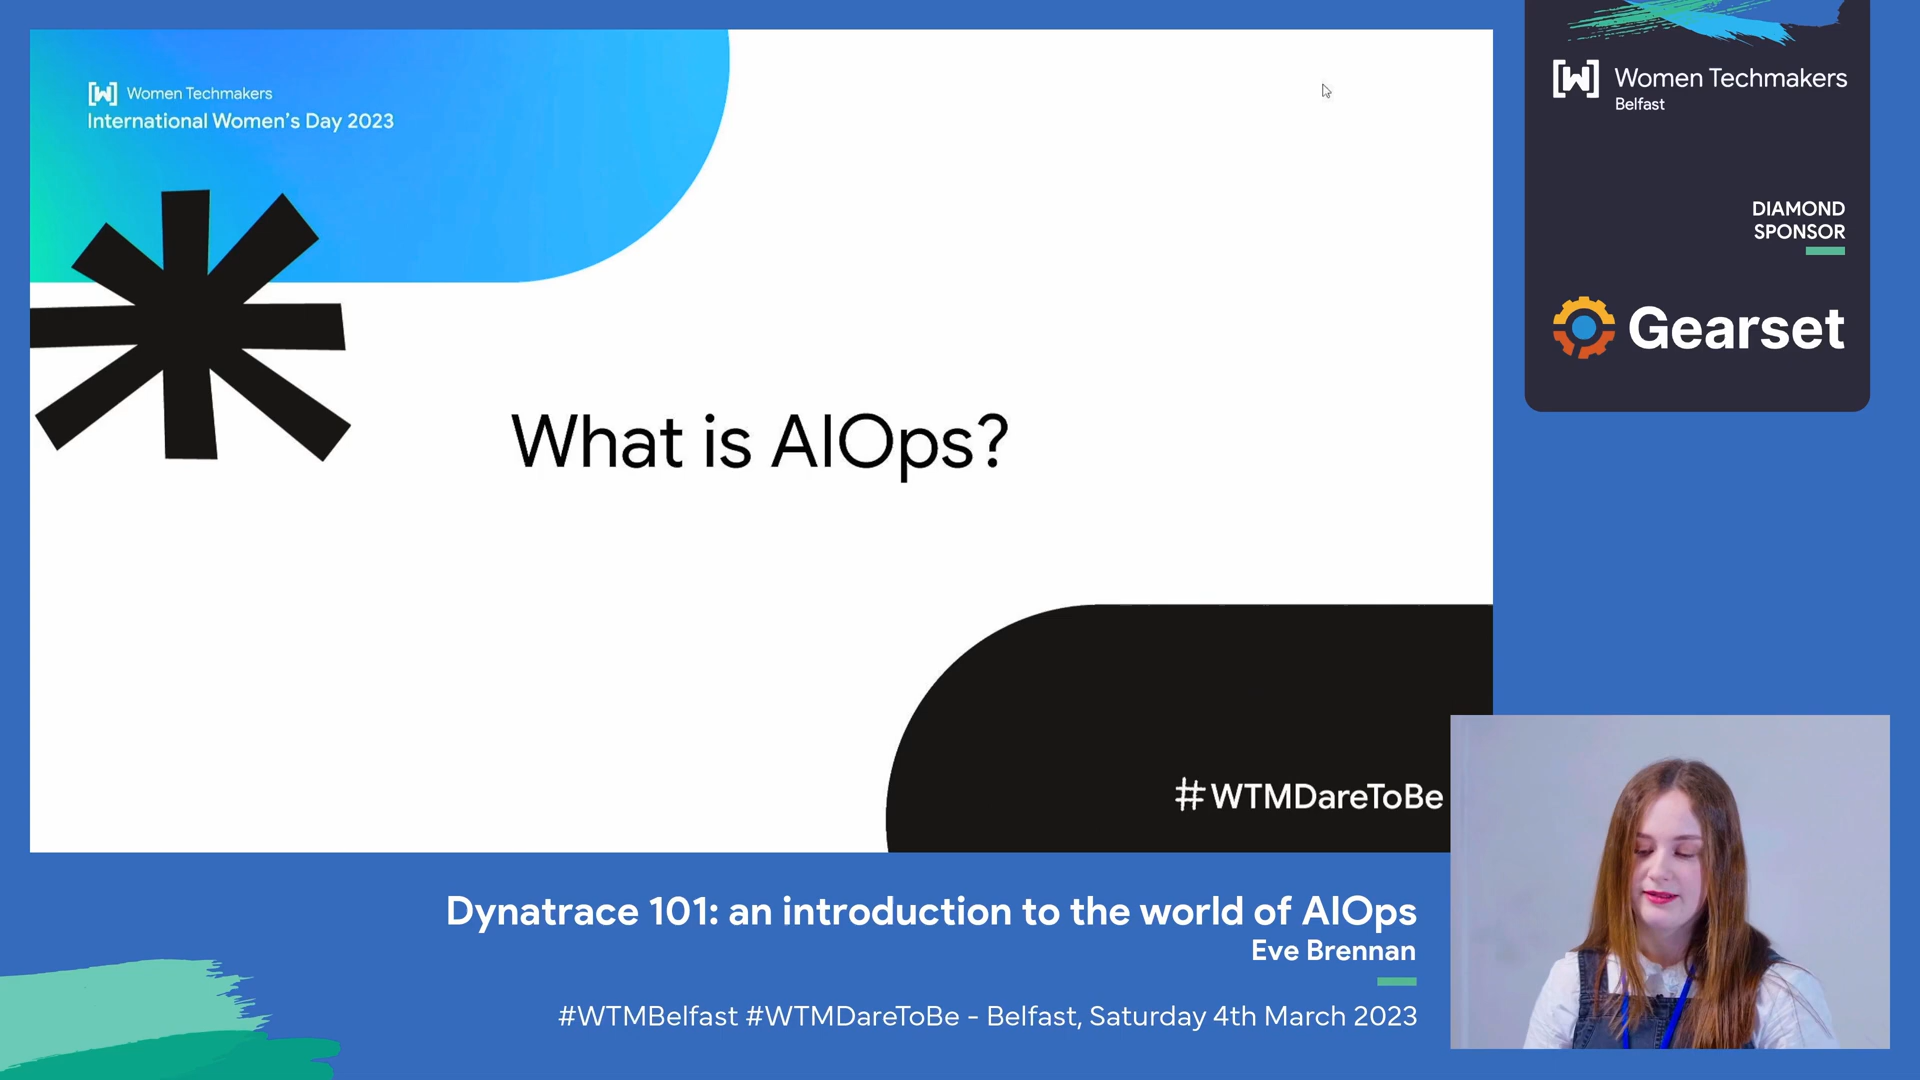 Women Techmakers
International Women's Day 2023
What is AIOps?
#WTMDareToBe
Women Techmakers
Belfast
DIAMOND
SPONSOR
Gearset
Dynatrace 101: an introduction to the world of AIOps
Eve Brennan
#WTMBelfast #WTMDareToBe - Belfast, Saturday 4th March 2023